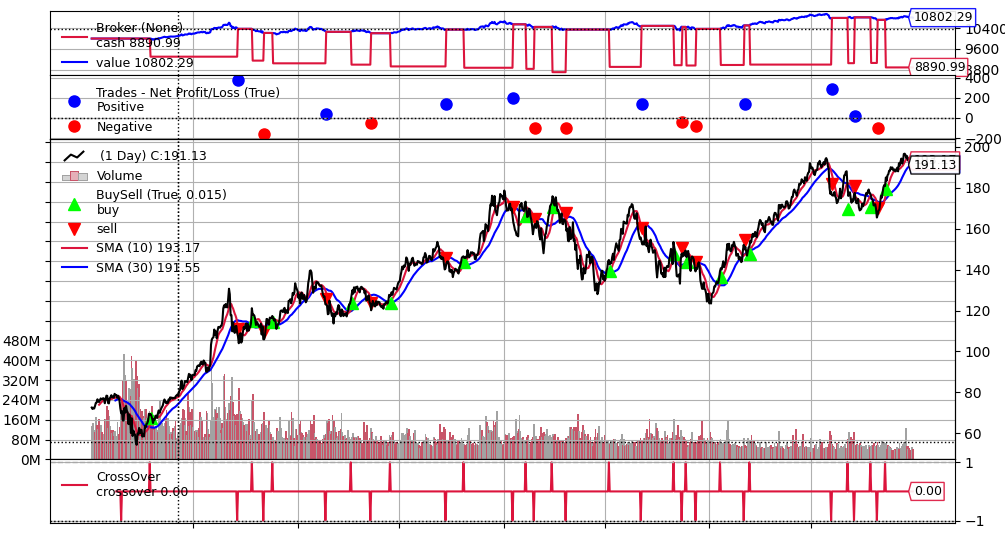 Broker (None)
cash 8890.99
value 10802.29
10802.29
10400
9600
8890.99
8800
Trades - Net Profit/Loss (True)
Positive
Negative
400
200
0
−200
(1 Day) C:191.13
Volume
BuySell (True, 0.015)
buy
sell
SMA (10) 193.17
SMA (30) 191.55
200
191.13
180
160
140
120
100
80
60
480M
400M
320M
240M
160M
80M
0M
CrossOver
crossover 0.00
1
0.00
−1